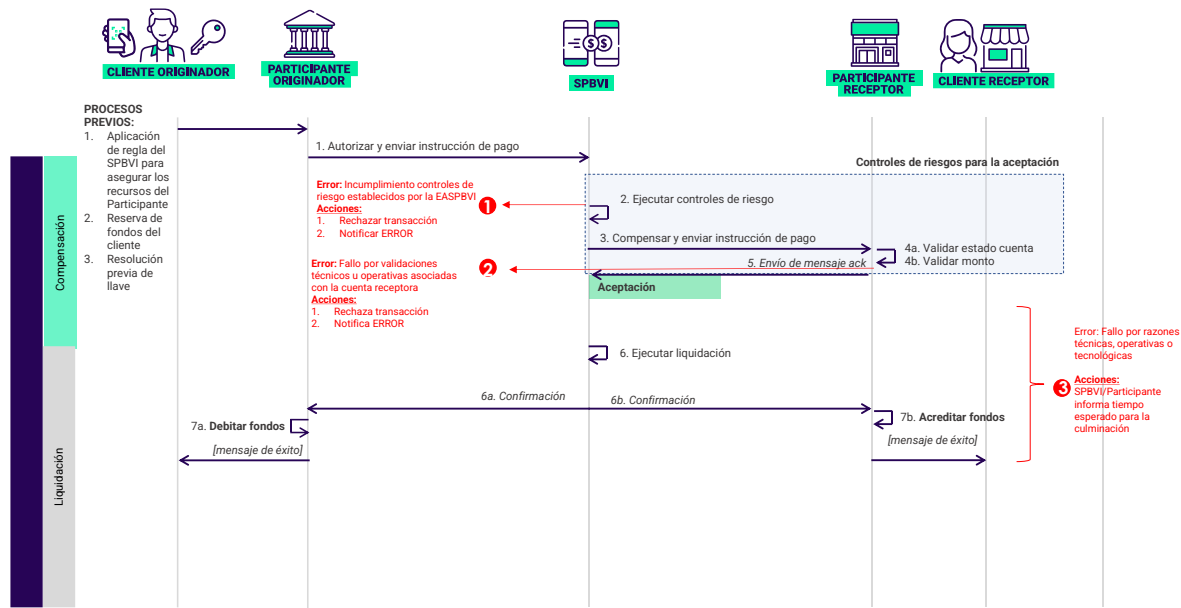 CLIENTE ORIGINADOR
PARTICIPANTE
ORIGINADOR
$ $
SPBVI
PARTICIPANTE
RECEPTOR
CLIENTE RECEPTOR
PROCESOS
PREVIOS:
1. Aplicación
de regla del
SPBVI para
asegurar los
recursos del
Participante
2. Reserva de
fondos del
cliente
3. Resolución
previa de
llave
Compensación
Liquidación
1. Autorizar y enviar instrucción de pago
Controles de riesgos para la aceptación
Error: Incumplimiento controles de
riesgo establecidos por la EASPBVI
Acciones:
1. Rechazar transacción
2. Notificar ERROR
1
2. Ejecutar controles de riesgo
3. Compensar y enviar instrucción de pago
4a. Validar estado cuenta
4b. Validar monto
5. Envío de mensaje ack
Error: Fallo por validaciones
técnicos u operativas asociadas
con la cuenta receptora
Acciones:
1. Rechaza transacción
2. Notifica ERROR
2
Aceptación
6. Ejecutar liquidación
Error: Fallo por razones
técnicas, operativas o
tecnológicas
3
Acciones:
SPBVI/Participante
informa tiempo
esperado para la
culminación
6a. Confirmación
6b. Confirmación
7a. Debitar fondos
7b. Acreditar fondos
[mensaje de éxito]
[mensaje de éxito]